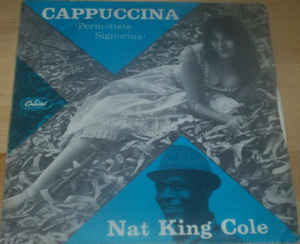 CAPPUCCINA
(Permettete
Signorina)
Capitol
Nat King Cole